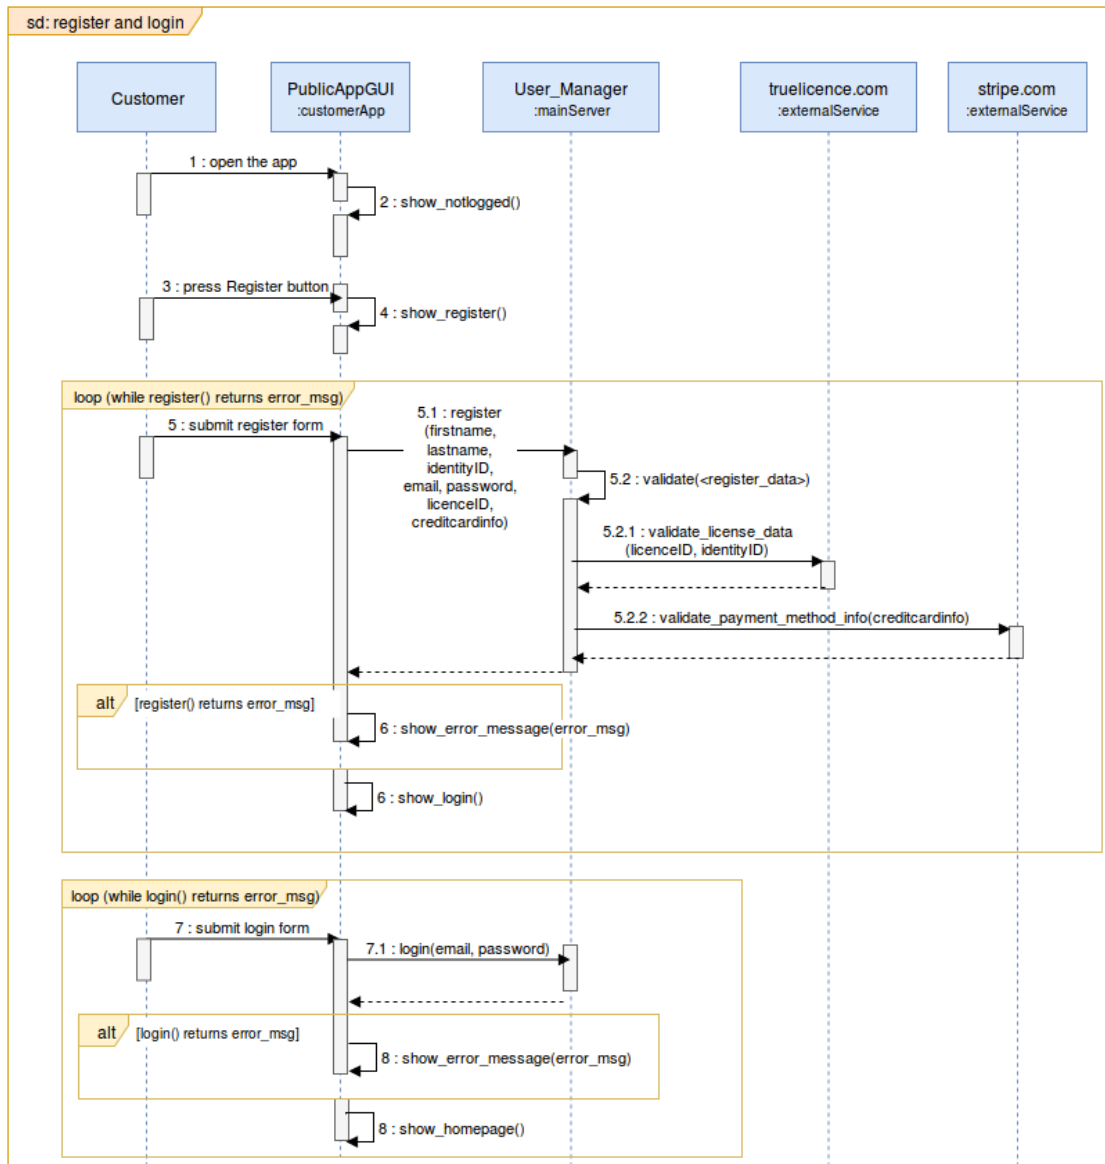 sd: register and login
Customer
PublicAppGUI
:customerApp
User_Manager
:mainServer
truelicence.com
:externalService
stripe.com
:externalService
1 : open the app
2 : show_notlogged()
3 : press Register button
4 : show_register()
loop (while register() returns error_msg)
5 : submit register form
5.1 : register
(firstname,
lastname,
identityID,
email, password,
licenceID,
creditcardinfo)
5.2 : validate(<register_data>)
5.2.1 : validate_license_data
(licenceID, identityID)
5.2.2 : validate_payment_method_info(creditcardinfo)
alt
[register() returns error_msg]
6 : show_error_message(error_msg)
6 : show_login()
loop (while login() returns error_msg)
7 : submit login form
7.1 : login(email, password)
alt
[login() returns error_msg]
8 : show_error_message(error_msg)
8 : show_homepage()